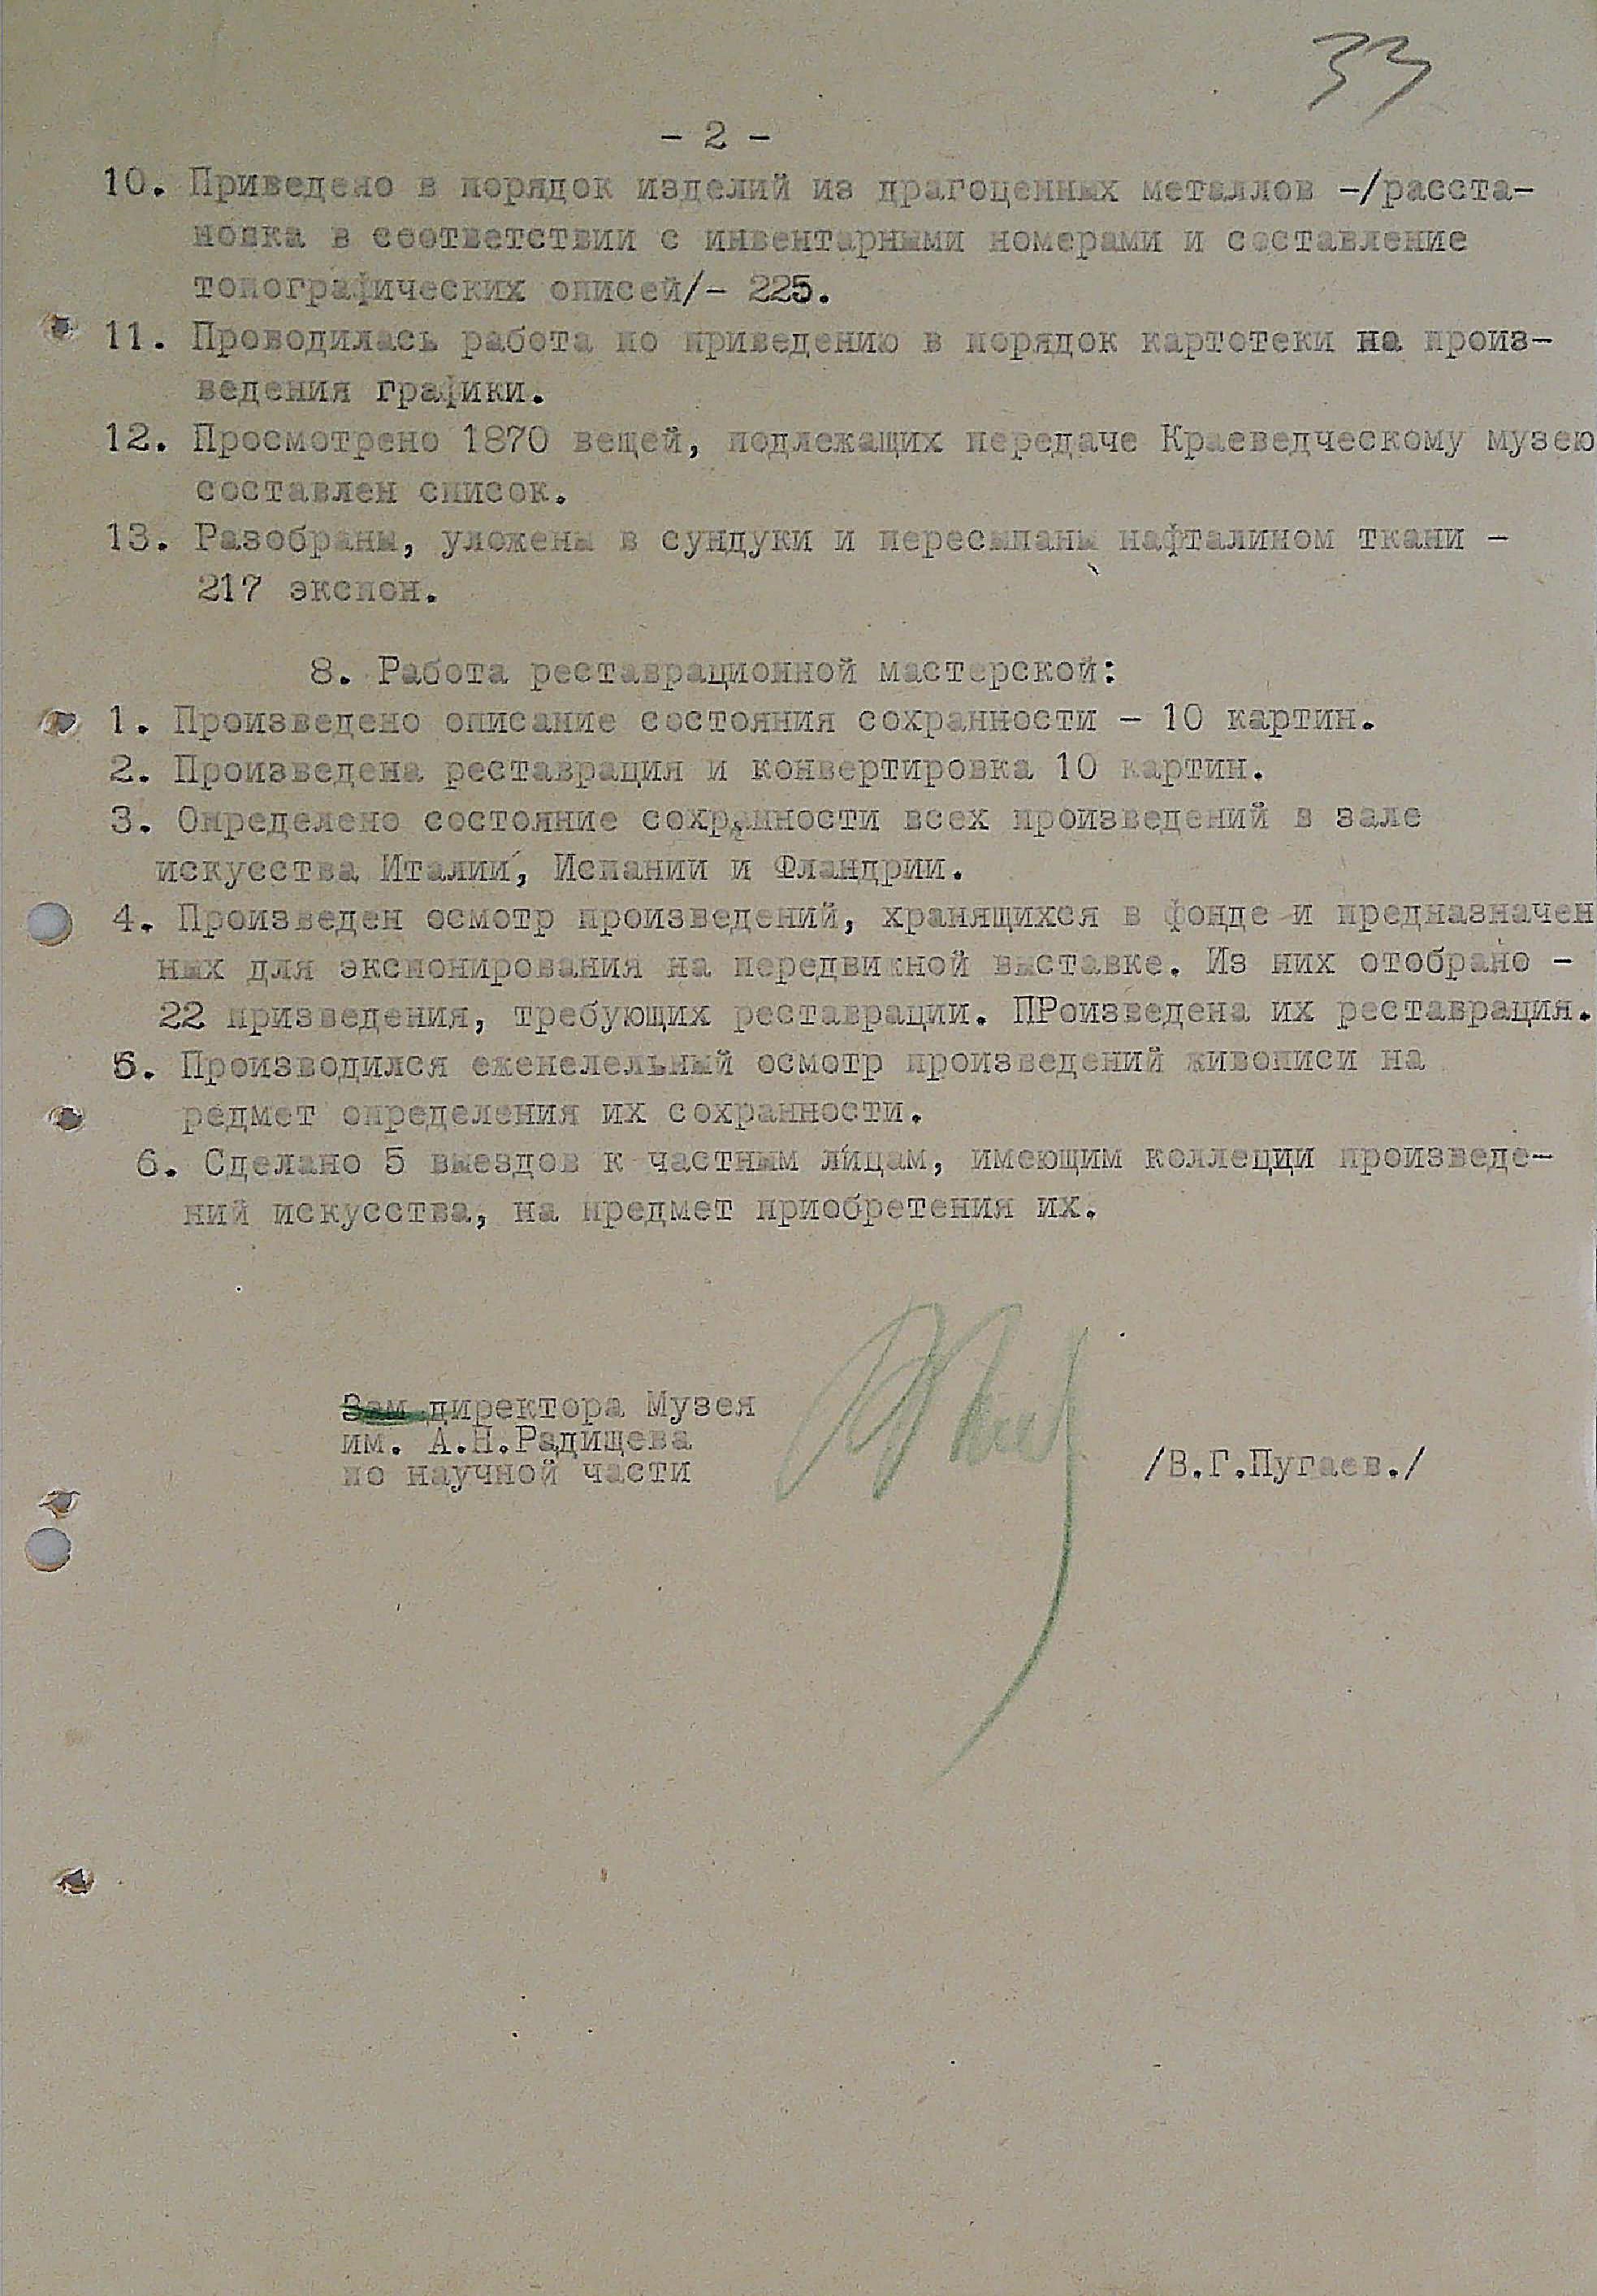 33
- 2 -
10. Приведено в порядок изделий из драгоценных металлов -/расста-
новка в соответствии с инвентарными номерами и составление
топографических описей/- 225.
11. Проводилась работа по приведению в порядок картотеки на произ-
ведения графики.
12. Просмотрено 1870 вещей, подлежащих передаче Краеведческому музею
составлен список.
13. Разобраны, уложены в сундуки и пересыпаны нафталином ткани -
217 экспон.
8. Работа реставрационной мастерской:
1. Произведено описание состояния сохранности - 10 картин.
2. Произведена реставрация и конвертировка 10 картин.
3. Определено состояние сохранности всех произведений в зале
искусства Италии, Испании и Фландрии.
4. Произведен осмотр произведений, хранящихся в фонде и предназначен
ных для экспонирования на передвижной выставке. Из них отобрано -
22 призведения, требующих реставрации. ПРоизведена их реставрация.
5. Производился еженелельный осмотр произведений живописи на
редмет определения их сохранности.
6. Сделано 5 выездов к частным лицам, имеющим коллеции произведе-
ний искусства, на предмет приобретения их.
Зам директора Музея
им. А.Н.Радищева
по научной части
/В.Г.Пугаев./